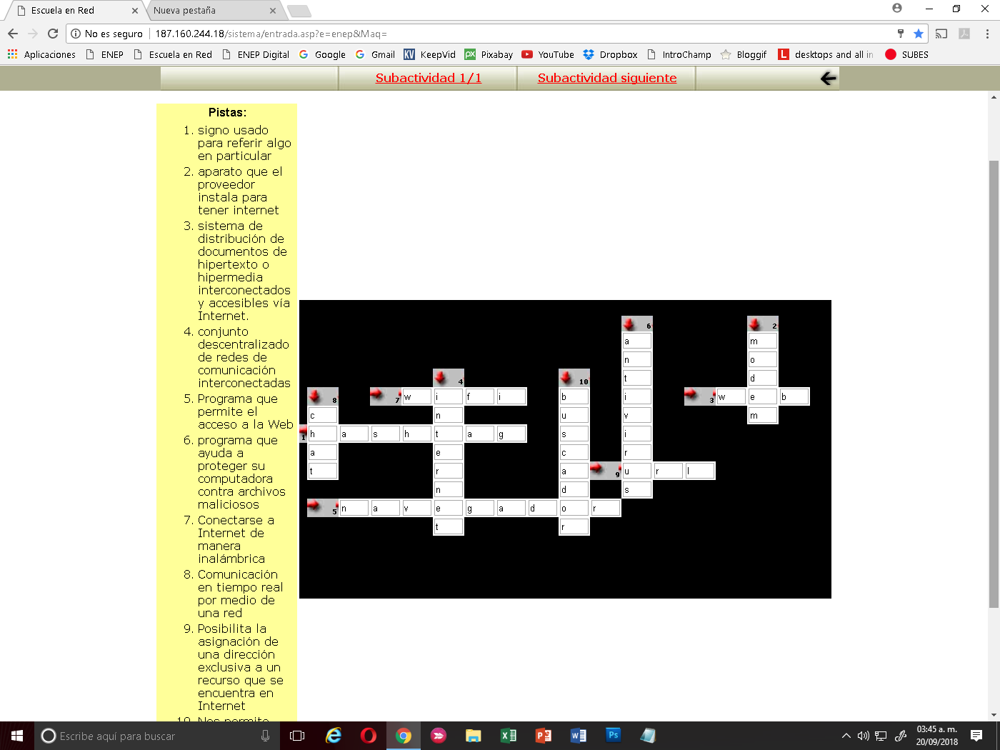 Escuela en Red
Nueva pestaña
No es seguro 187.160.244.18/sistema/entrada.asp?e=enep&Maq=
Aplicaciones ENEP Escuela en Red ENEP Digital Google Gmail KeepVid Pixabay YouTube Dropbox IntroChamp Bloggif desktops and all in SUBES
Subactividad 1/1 Subactividad siguiente
Pistas:
1. signo usado
para referir algo
en particular
2. aparato que el
proveedor
instala para
tener internet
3. sistema de
distribución de
documentos de
hipertexto o
hipermedia
interconectados
y accesibles vía
Internet.
4. conjunto
descentralizado
de redes de
comunicación
interconectadas
5. Programa que
permite el
acceso a la Web
6. programa que
ayuda a
proteger su
computadora
contra archivos
maliciosos
7. Conectarse a
Internet de
manera
inalámbrica
8. Comunicación
en tiempo real
por medio de
una red
9. Posibilita la
asignación de
una dirección
exclusiva a un
recurso que se
encuentra en
Internet
10. Nos permite
6 2
a m
n o
4 10 t d
8 7 w i f i b i 3 w e b
c n u v m
1 h a s h t a g s i
a e c r
t r a 9 u r l
n d s
5 n a v e g a d o r
t r
Escribe aquí para buscar
03:45 a. m.
20/09/2018